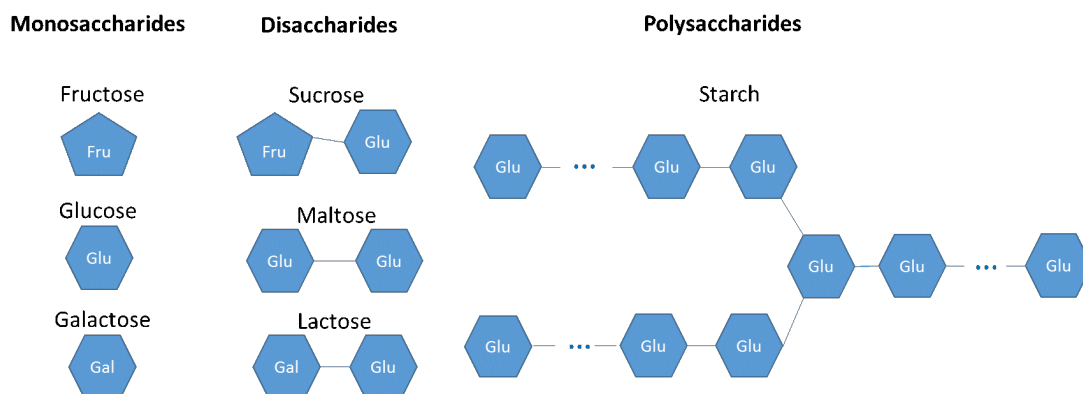 Monosaccharides Disaccharides Polysaccharides
Fructose Sucrose Starch
Fru Fru Glu Glu ... Glu Glu
Glucose Maltose
Glu Glu Glu Glu Glu ... Glu
Galactose Lactose
Gal Gal Glu Glu ... Glu Glu